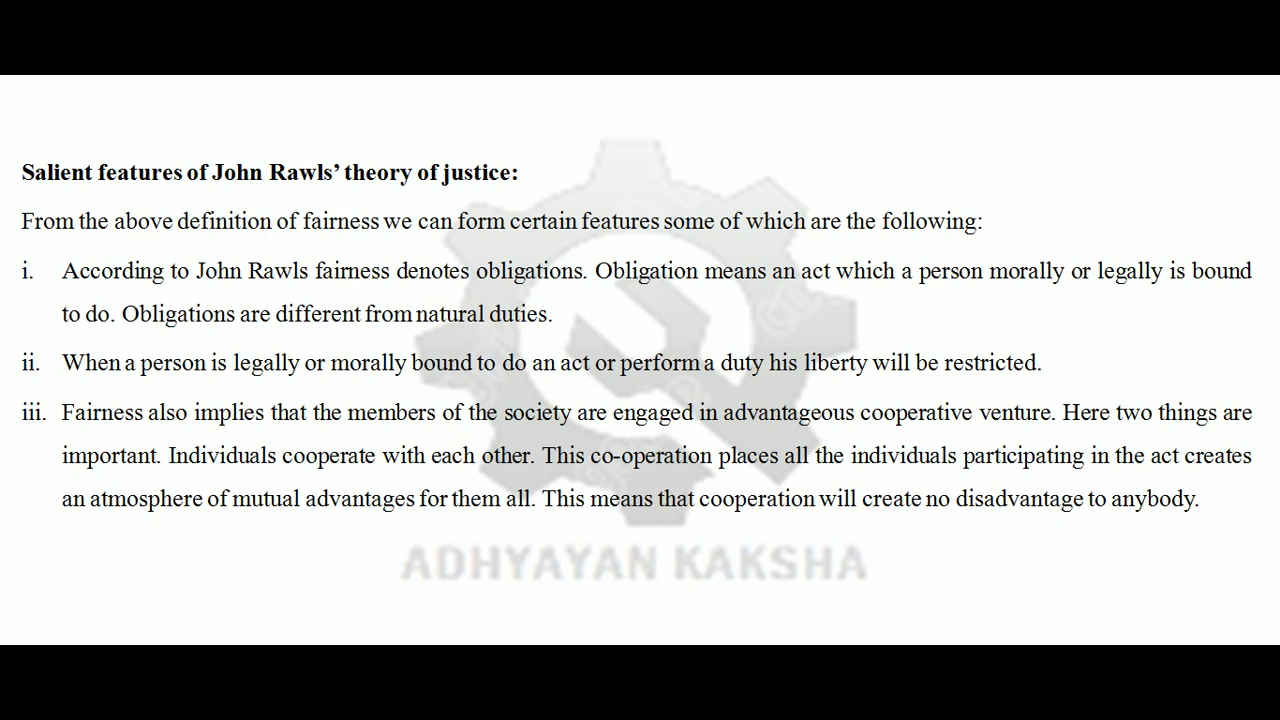 Salient features of John Rawls’ theory of justice:
From the above definition of fairness we can form certain features some of which are the following:
i. According to John Rawls fairness denotes obligations. Obligation means an act which a person morally or legally is bound
to do. Obligations are different from natural duties.
ii. When a person is legally or morally bound to do an act or perform a duty his liberty will be restricted.
iii. Fairness also implies that the members of the society are engaged in advantageous cooperative venture. Here two things are
important. Individuals cooperate with each other. This co-operation places all the individuals participating in the act creates
an atmosphere of mutual advantages for them all. This means that cooperation will create no disadvantage to anybody.
ADHYAYAN KAKSHA